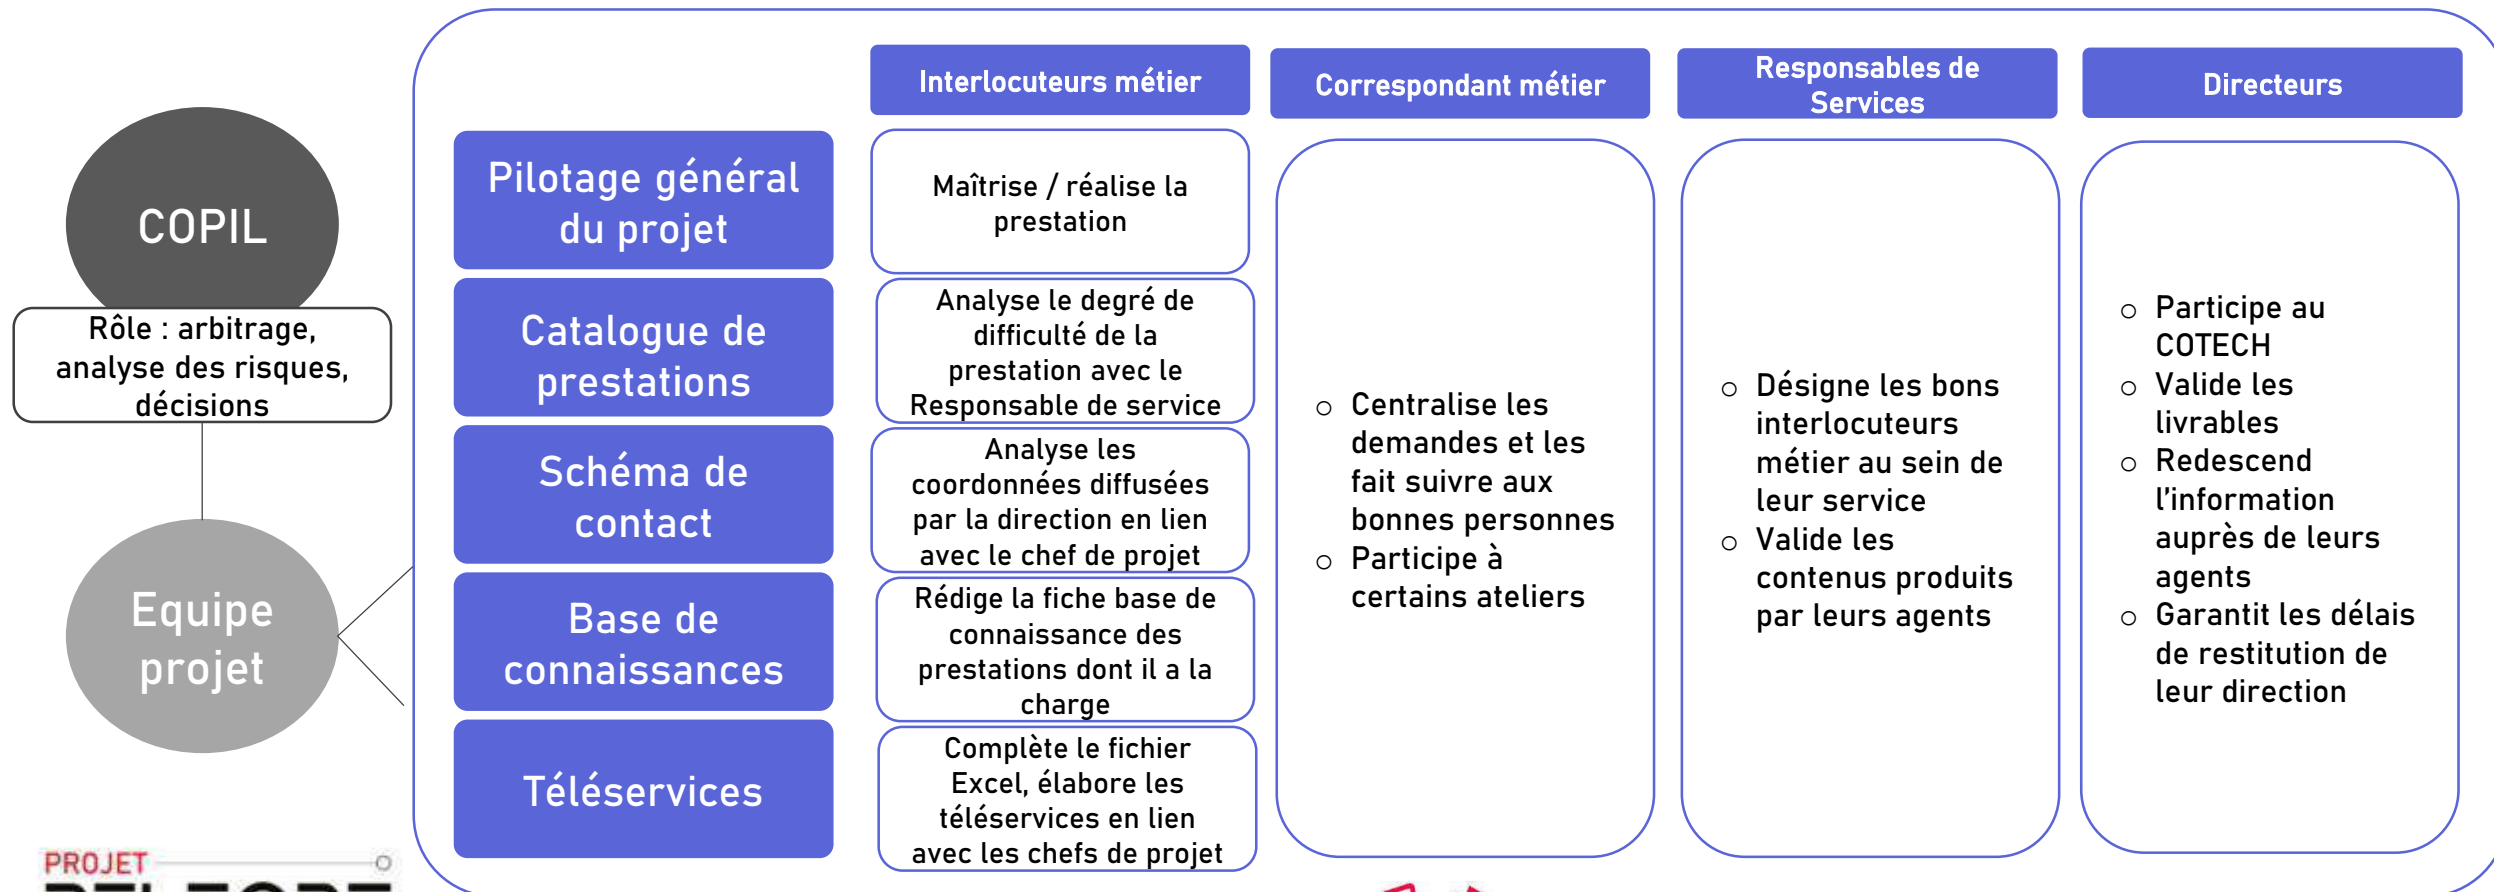 COPIL
Rôle : arbitrage,
analyse des risques,
décisions
Equipe
projet
Interlocuteurs métier
Correspondant métier
Responsables de
Services
Directeurs
Pilotage général
du projet
Maîtrise / réalise la
prestation
Catalogue de
prestations
Analyse le degré de
difficulté de la
prestation avec le
Responsable de service
Schéma de
contact
Analyse les
coordonnées diffusées
par la direction en lien
avec le chef de projet
Base de
connaissances
Rédige la fiche base de
connaissance des
prestations dont il a la
charge
Téléservices
Complète le fichier
Excel, élabore les
téléservices en lien
avec les chefs de projet
o Centralise les
demandes et les
fait suivre aux
bonnes personnes
o Participe à
certains ateliers
o Désigne les bons
interlocuteurs
métier au sein de
leur service
o Valide les
contenus produits
par leurs agents
o Participe au
COTECH
o Valide les
livrables
o Redescend
l’information
auprès de leurs
agents
o Garantit les délais
de restitution de
leur direction
PROJET